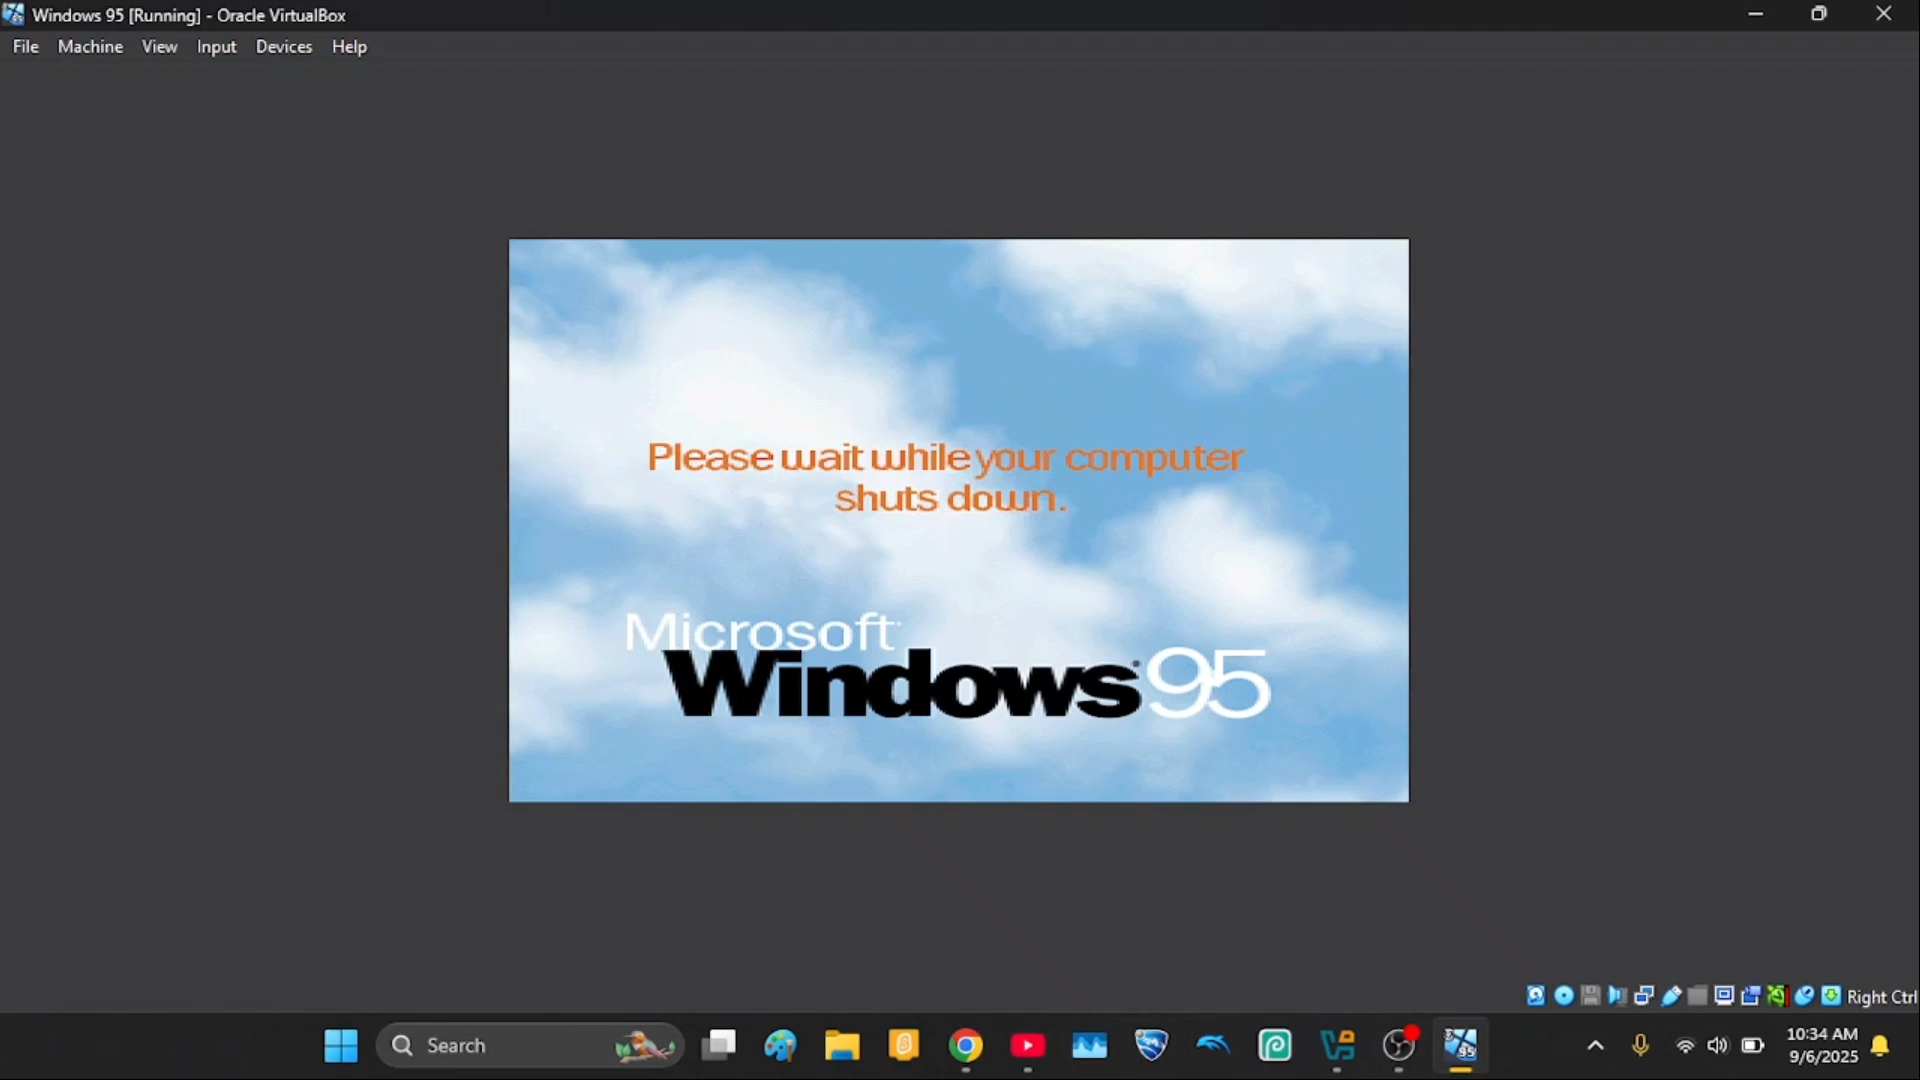 Windows 95 [Running] - Oracle VirtualBox
File Machine View Input Devices Help
Please wait while your computer
shuts down.
Microsoft
Windows 95
Right Ctrl
Search
10:34 AM
9/6/2025